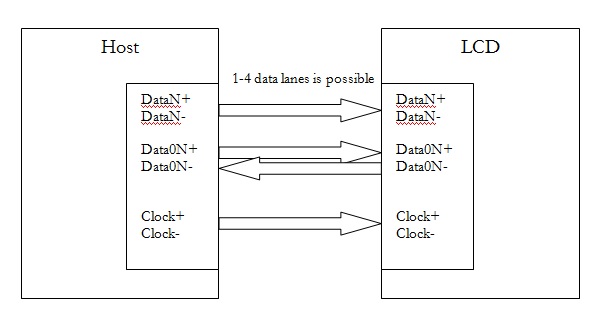 Host
LCD
1-4 data lanes is possible
DataN+
DataN-
Data0N+
Data0N-
Clock+
Clock-
DataN+
DataN-
Data0N+
Data0N-
Clock+
Clock-